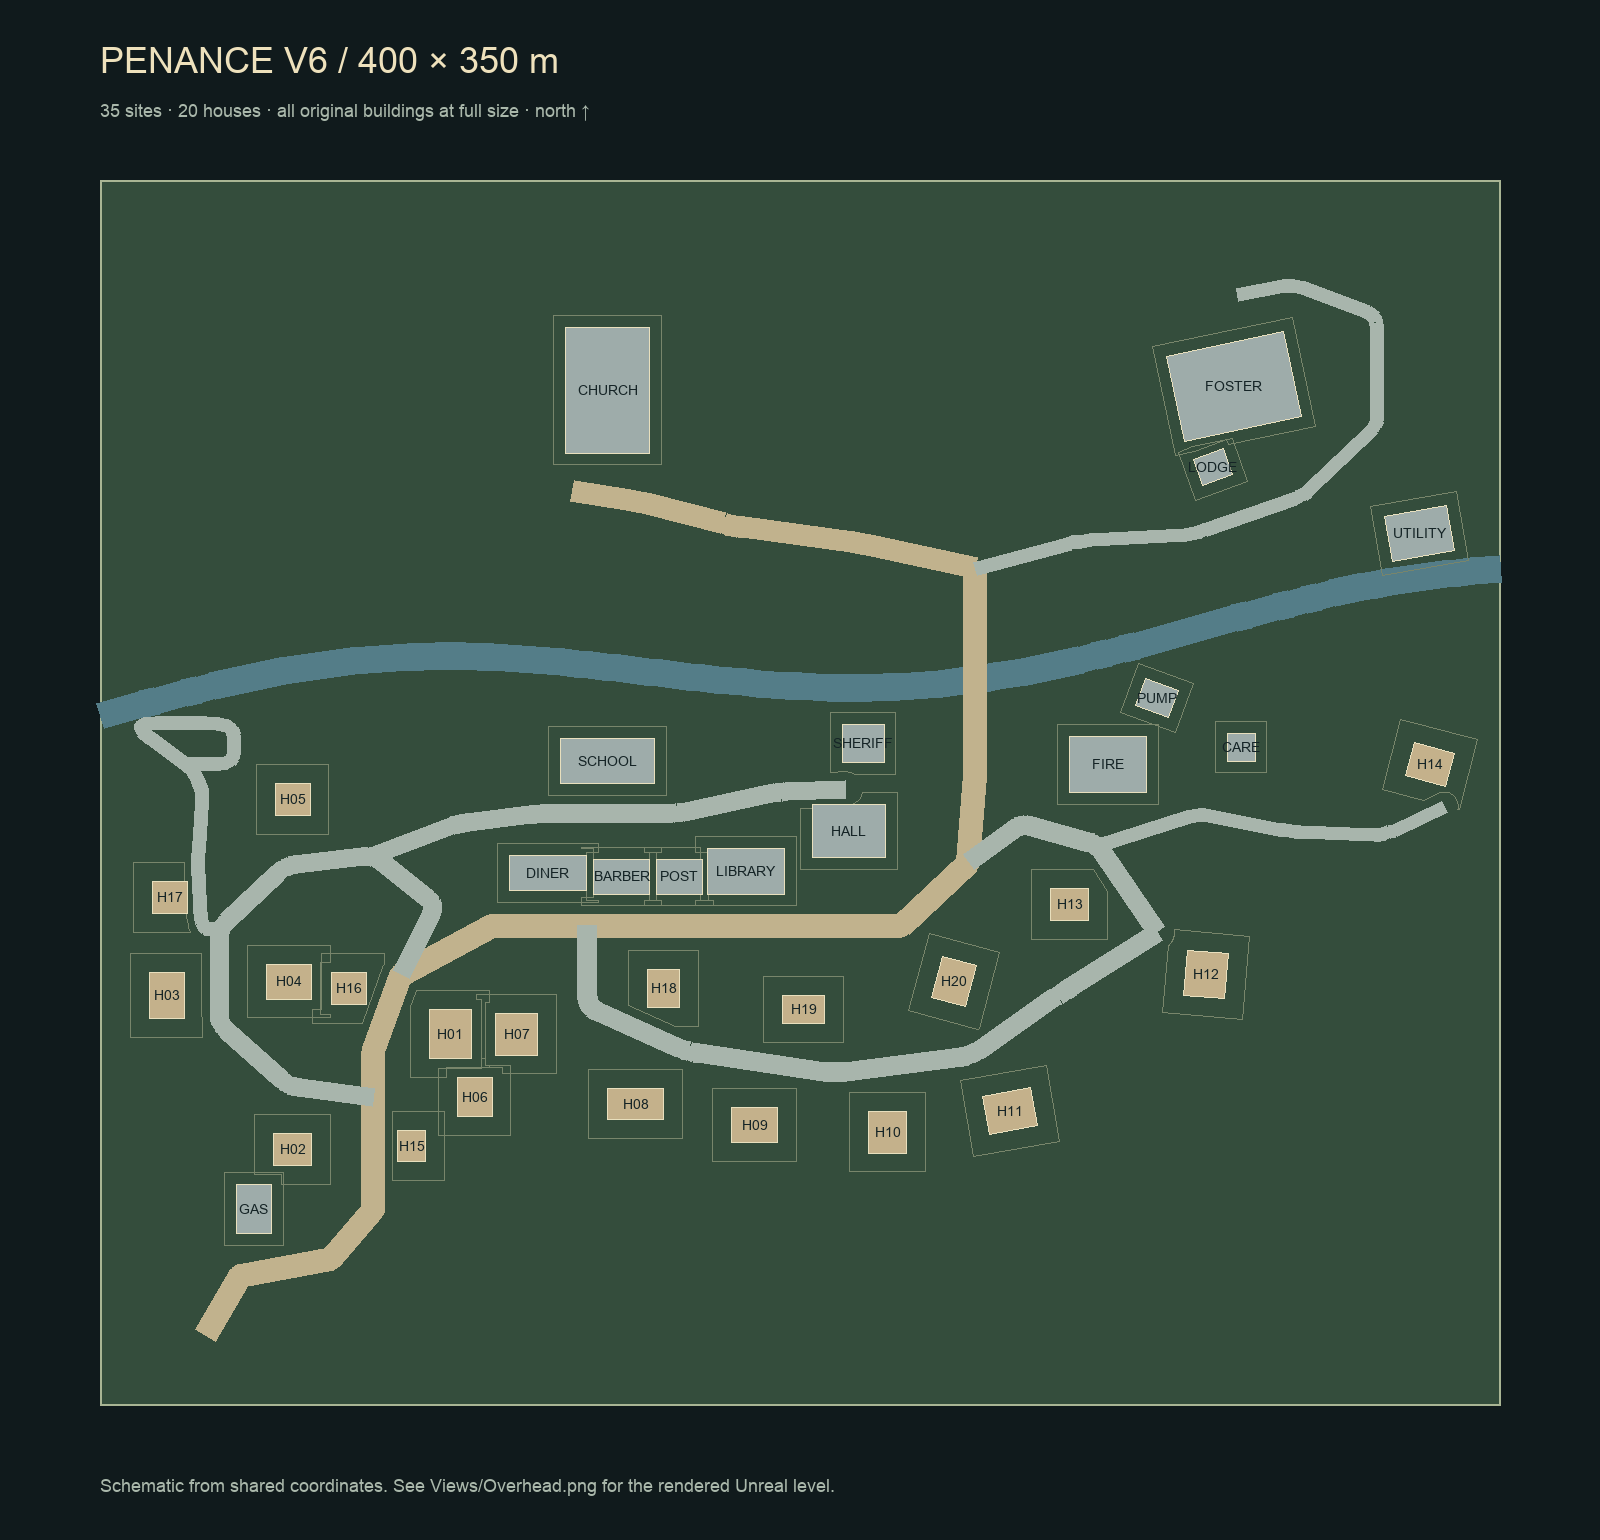 PENANCE V6 / 400 × 350 m
35 sites · 20 houses · all original buildings at full size · north ↑
CHURCH
FOSTER
LODGE
UTILITY
PUMP
SHERIFF
CARE
SCHOOL
FIRE
H14
H05
HALL
DINER
BARBER
POST
LIBRARY
H17
H13
H04
H16
H03
H18
H20
H12
H19
H01
H07
H06
H08
H09
H10
H11
H15
H02
GAS
Schematic from shared coordinates. See Views/Overhead.png for the rendered Unreal level.